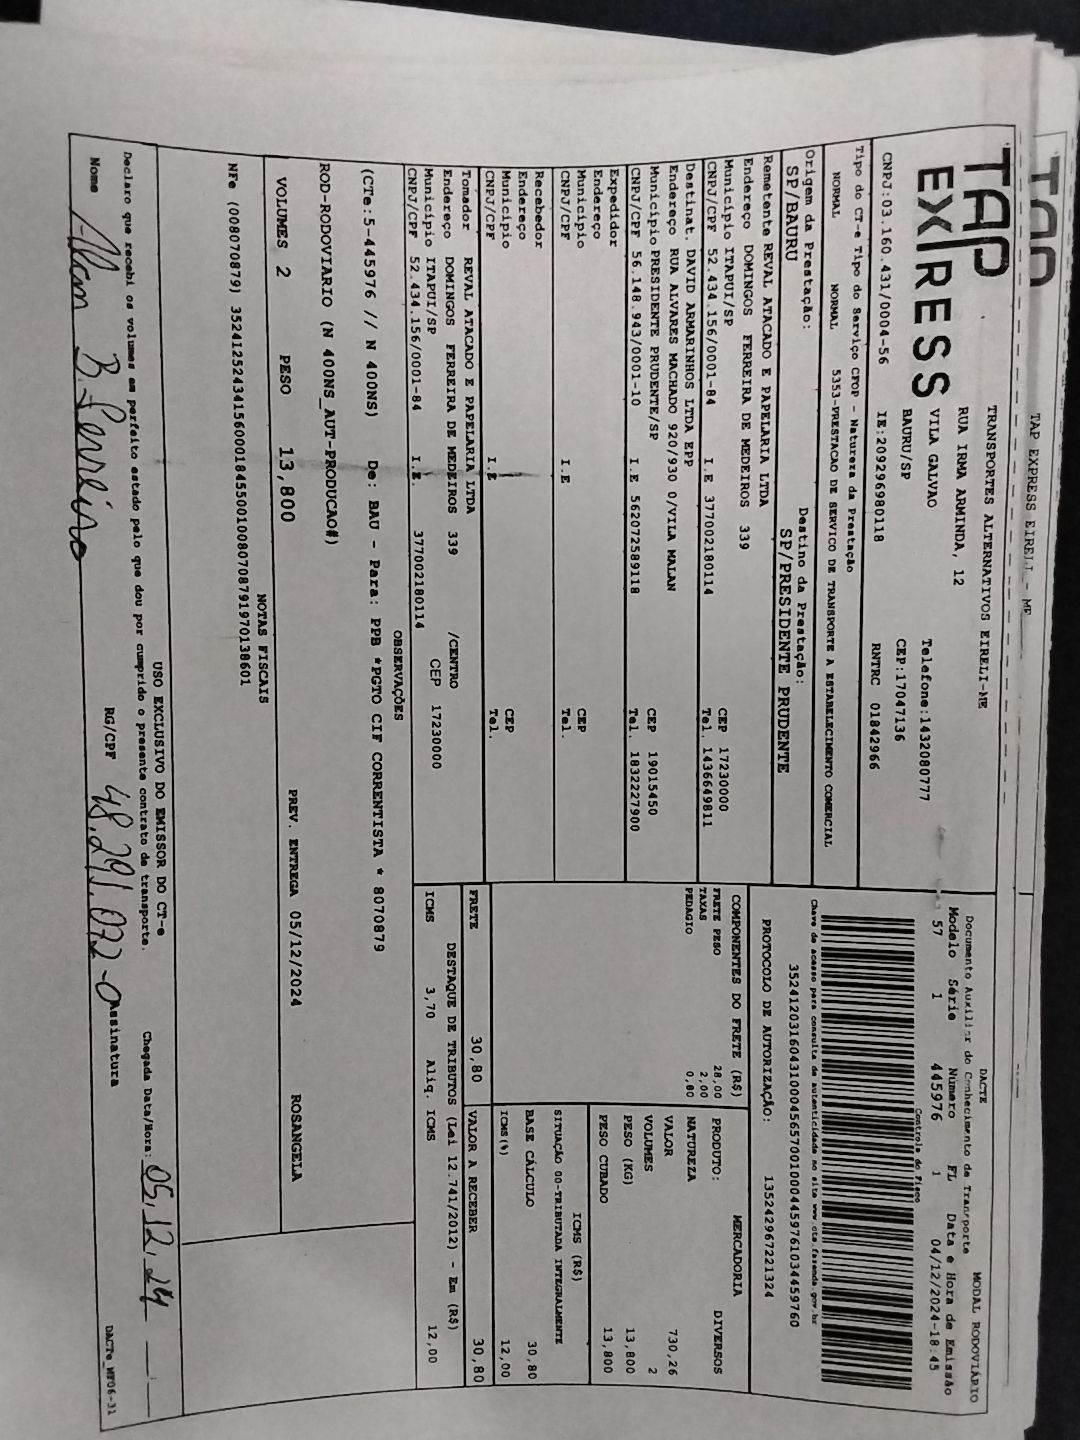 TAP EXPRESS EIRELI - ME
TAP EXPRESS
TRANSPORTES ALTERNATIVOS EIRELI-ME
RUA IRMA ARMINDA, 12
VILA GALVAO Telefone:1432080777
BAURU/SP CEP:17047136
CNPJ:03.160.431/0004-56 IE:209296980118 RNTRC 01842966
DACTE MODAL RODOVIÁRIO
Documento Auxiliar do Conhecimento de Transporte
Modelo Série Número FL Data e Hora de Emissão
57 1 445976 1 04/12/2024-18:45
Controle do Fisco
Chave de acesso para consulta de autenticidade no site www.cte.fazenda.gov.br
35241203160431000456570010004459761034459760
PROTOCOLO DE AUTORIZAÇÃO: 135242967221324
Tipo do CT-e Tipo do Serviço CFOP - Natureza da Prestação
NORMAL NORMAL 5353-PRESTACAO DE SERVICO DE TRANSPORTE A ESTABELECIMENTO COMERCIAL
Origem da Prestação: Destino da Prestação:
SP/BAURU SP/PRESIDENTE PRUDENTE
Remetente REVAL ATACADO E PAPELARIA LTDA
Endereço DOMINGOS FERREIRA DE MEDEIROS 339
Município ITAPUI/SP CEP 17230000
CNPJ/CPF 52.434.156/0001-84 I.E 377002180114 Tel. 1436649811
Destinat. DAVID ARMARINHOS LTDA EPP
Endereço RUA ALVARES MACHADO 920/930 0/VILA MALAN
Município PRESIDENTE PRUDENTE/SP CEP 19015450
CNPJ/CPF 56.148.943/0001-10 I.E 562072589118 Tel. 1832227900
Expedidor
Endereço
Município CEP
CNPJ/CPF I.E Tel.
Recebedor
Endereço
Município CEP
CNPJ/CPF I.E Tel.
Tomador REVAL ATACADO E PAPELARIA LTDA
Endereço DOMINGOS FERREIRA DE MEDEIROS 339 /CENTRO
Município ITAPUI/SP CEP 17230000
CNPJ/CPF 52.434.156/0001-84 I.E. 377002180114
COMPONENTES DO FRETE (R$)
FRETE PESO 28,00
TAXAS 2,00
PEDAGIO 0,80
MERCADORIA
PRODUTO: DIVERSOS
NATUREZA
VALOR 730,26
VOLUMES 2
PESO (KG) 13,800
PESO CUBADO 13,800
ICMS (R$)
SITUAÇÃO 00-TRIBUTADA INTEGRALMENTE
BASE CÁLCULO 30,80
ICMS(%) 12,00
FRETE 30,80 VALOR A RECEBER 30,80
DESTAQUE DE TRIBUTOS (Lei 12.741/2012) - Em (R$)
ICMS 3,70 Aliq. ICMS 12,00
OBSERVAÇÕES
(CTe:5-445976 // N 400NS) De: BAU - Para: PPB *PGTO CIF CORRENTISTA * 8070879
ROD-RODOVIARIO (N 400NS_AUT-PRODUCAO#)
VOLUMES 2 PESO 13,800 PREV. ENTREGA 05/12/2024 ROSANGELA
NOTAS FISCAIS
NFe (008070879) 35241252434156000184550010080708791970138601
USO EXCLUSIVO DO EMISSOR DO CT-e
Declaro que recebi os volumes em perfeito estado pelo que dou por cumprido o presente contrato de transporte.
Chegada Data/Hora: 05,12,24
Nome RG/CPF 48.291.072-0 Assinatura
DACTe_MF06-31